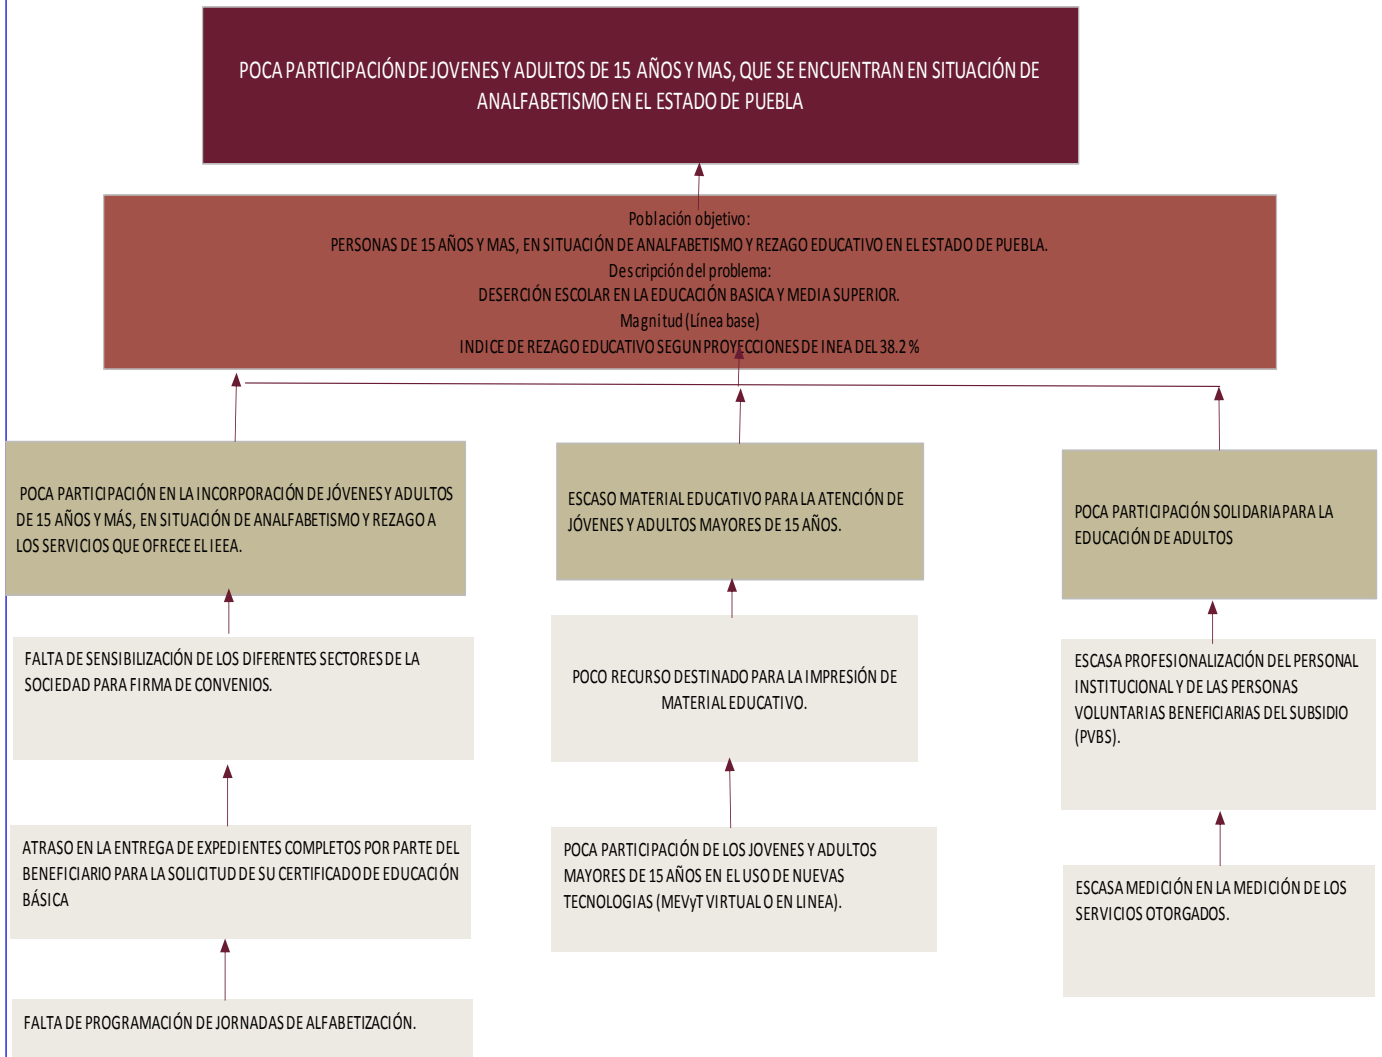 POCA PARTICIPACIÓN DE JOVENES Y ADULTOS DE 15 AÑOS Y MAS, QUE SE ENCUENTRAN EN SITUACIÓN DE
ANALFABETISMO EN EL ESTADO DE PUEBLA
Población objetivo:
PERSONAS DE 15 AÑOS Y MAS, EN SITUACIÓN DE ANALFABETISMO Y REZAGO EDUCATIVO EN EL ESTADO DE PUEBLA.
Descripción del problema:
DESERCIÓN ESCOLAR EN LA EDUCACIÓN BASICA Y MEDIA SUPERIOR.
Magnitud (Línea base)
INDICE DE REZAGO EDUCATIVO SEGUN PROYECCIONES DE INEA DEL 38.2 %
POCA PARTICIPACIÓN EN LA INCORPORACIÓN DE JÓVENES Y ADULTOS
DE 15 AÑOS Y MÁS, EN SITUACIÓN DE ANALFABETISMO Y REZAGO A
LOS SERVICIOS QUE OFRECE EL IEEA.
FALTA DE SENSIBILIZACIÓN DE LOS DIFERENTES SECTORES DE LA
SOCIEDAD PARA FIRMA DE CONVENIOS.
ATRASO EN LA ENTREGA DE EXPEDIENTES COMPLETOS POR PARTE DEL
BENEFICIARIO PARA LA SOLICITUD DE SU CERTIFICADO DE EDUCACIÓN
BÁSICA
FALTA DE PROGRAMACIÓN DE JORNADAS DE ALFABETIZACIÓN.
ESCASO MATERIAL EDUCATIVO PARA LA ATENCIÓN DE
JÓVENES Y ADULTOS MAYORES DE 15 AÑOS.
POCO RECURSO DESTINADO PARA LA IMPRESIÓN DE
MATERIAL EDUCATIVO.
POCA PARTICIPACIÓN DE LOS JOVENES Y ADULTOS
MAYORES DE 15 AÑOS EN EL USO DE NUEVAS
TECNOLOGIAS (MEVyT VIRTUAL O EN LINEA).
POCA PARTICIPACIÓN SOLIDARIA PARA LA
EDUCACIÓN DE ADULTOS
ESCASA PROFESIONALIZACIÓN DEL PERSONAL
INSTITUCIONAL Y DE LAS PERSONAS
VOLUNTARIAS BENEFICIARIAS DEL SUBSIDIO
(PVBS).
ESCASA MEDICIÓN EN LA MEDICIÓN DE LOS
SERVICIOS OTORGADOS.